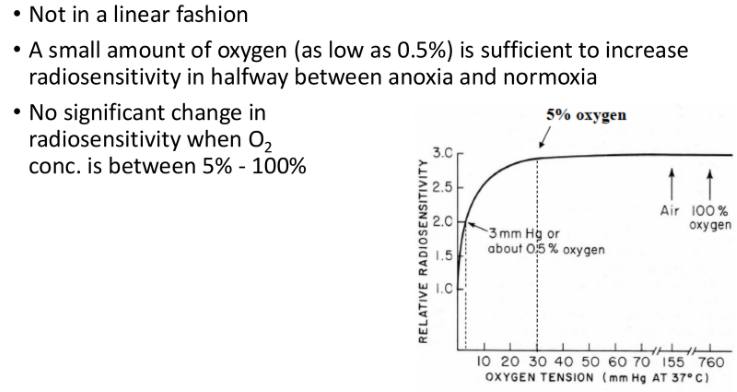 • Not in a linear fashion
• A small amount of oxygen (as low as 0.5%) is sufficient to increase
radiosensitivity in halfway between anoxia and normoxia
• No significant change in
radiosensitivity when O₂
conc. is between 5% - 100%
5% oxygen
RELATIVE RADIOSENSITIVITY
3.0
2.5
2.0
1.5
1.0
3mm Hg or
about 0.5% oxygen
Air 100%
oxygen
10 20 30 40 50 60 70 155 760
OXYGEN TENSION (mm Hg AT 37°C)